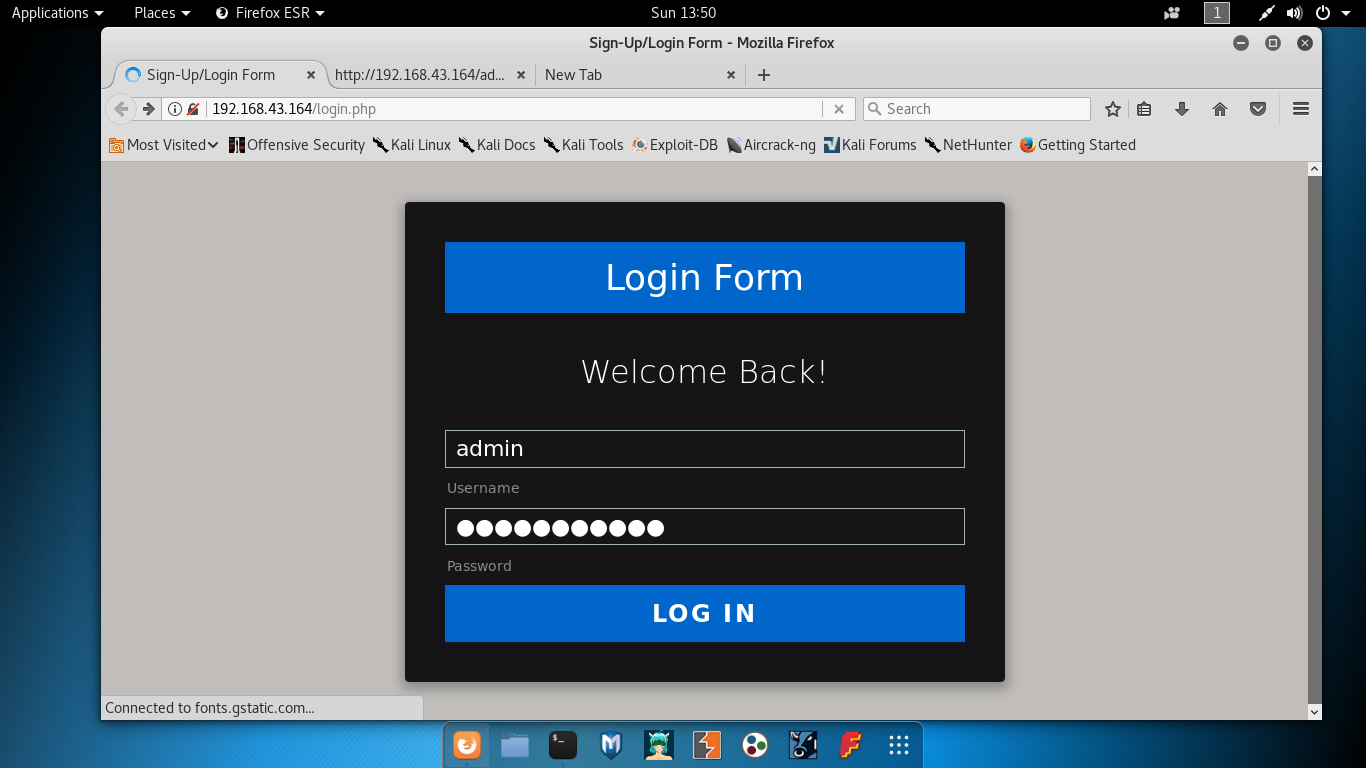 Applications Places Firefox ESR Sun 13:50 1
Sign-Up/Login Form - Mozilla Firefox
Sign-Up/Login Form http://192.168.43.164/ad... New Tab
192.168.43.164/login.php Search
Most Visited Offensive Security Kali Linux Kali Docs Kali Tools Exploit-DB Aircrack-ng Kali Forums NetHunter Getting Started
Login Form
Welcome Back!
admin
Username
Password
LOG IN
Connected to fonts.gstatic.com...